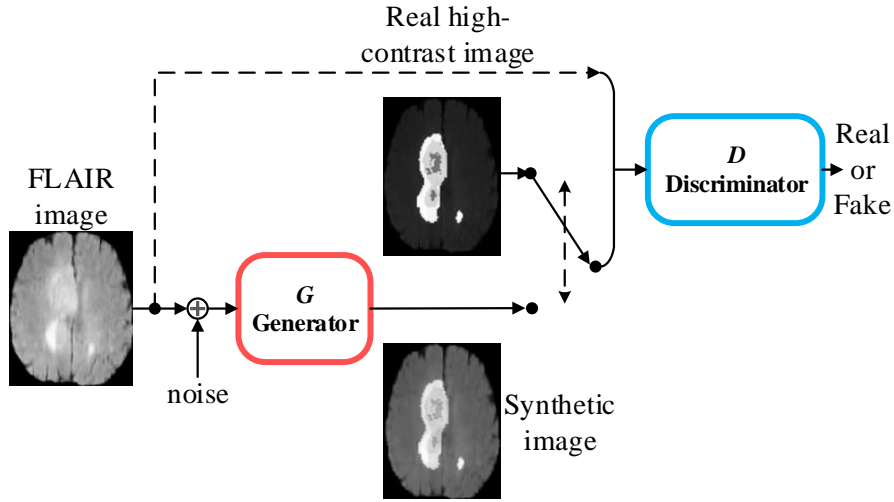 Real high-
contrast image
FLAIR
image
D
Discriminator
Real
or
Fake
G
Generator
noise
Synthetic
image